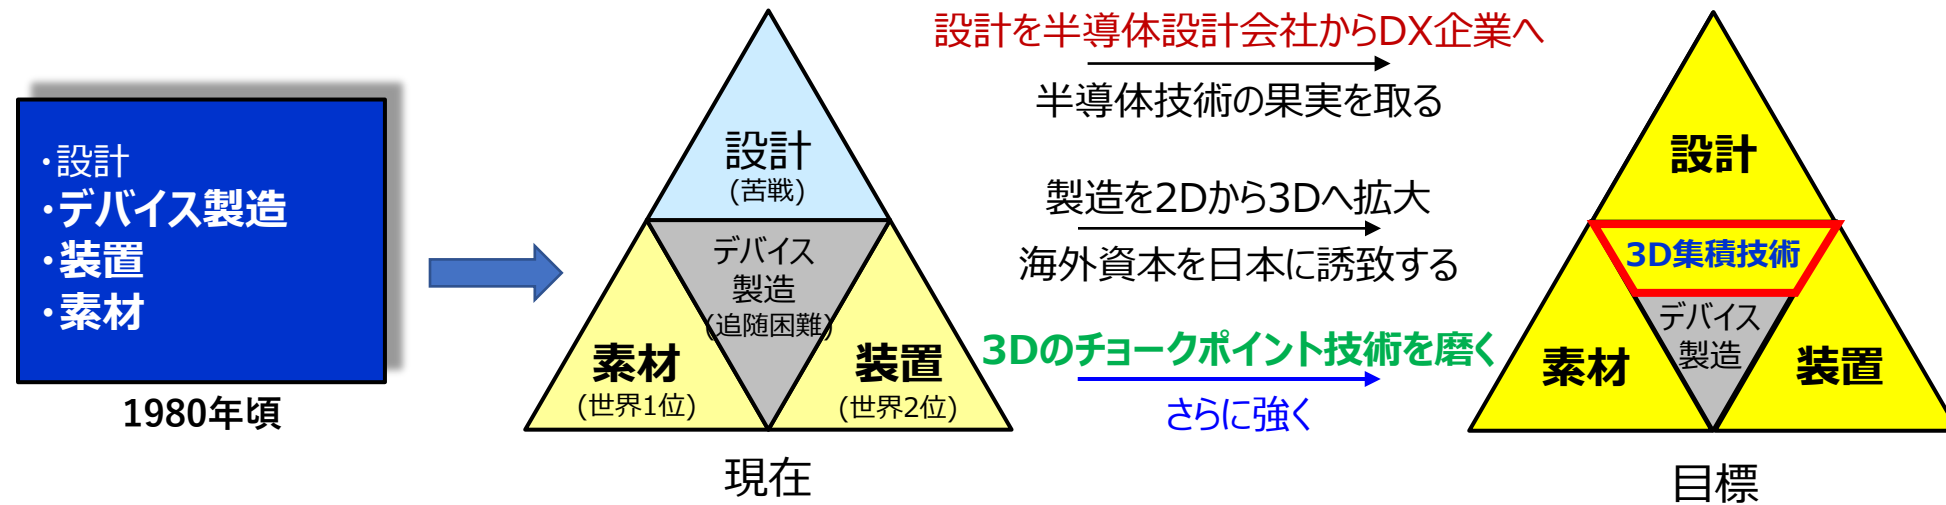 ・設計
・デバイス製造
・装置
・素材
1980年頃
設計
(苦戦)
デバイス
製造
(追随困難)
素材
(世界1位)
装置
(世界2位)
現在
設計を半導体設計会社からDX企業へ
半導体技術の果実を取る
製造を2Dから3Dへ拡大
海外資本を日本に誘致する
3Dのチョークポイント技術を磨く
さらに強く
設計
3D集積技術
デバイス
製造
素材
装置
目標